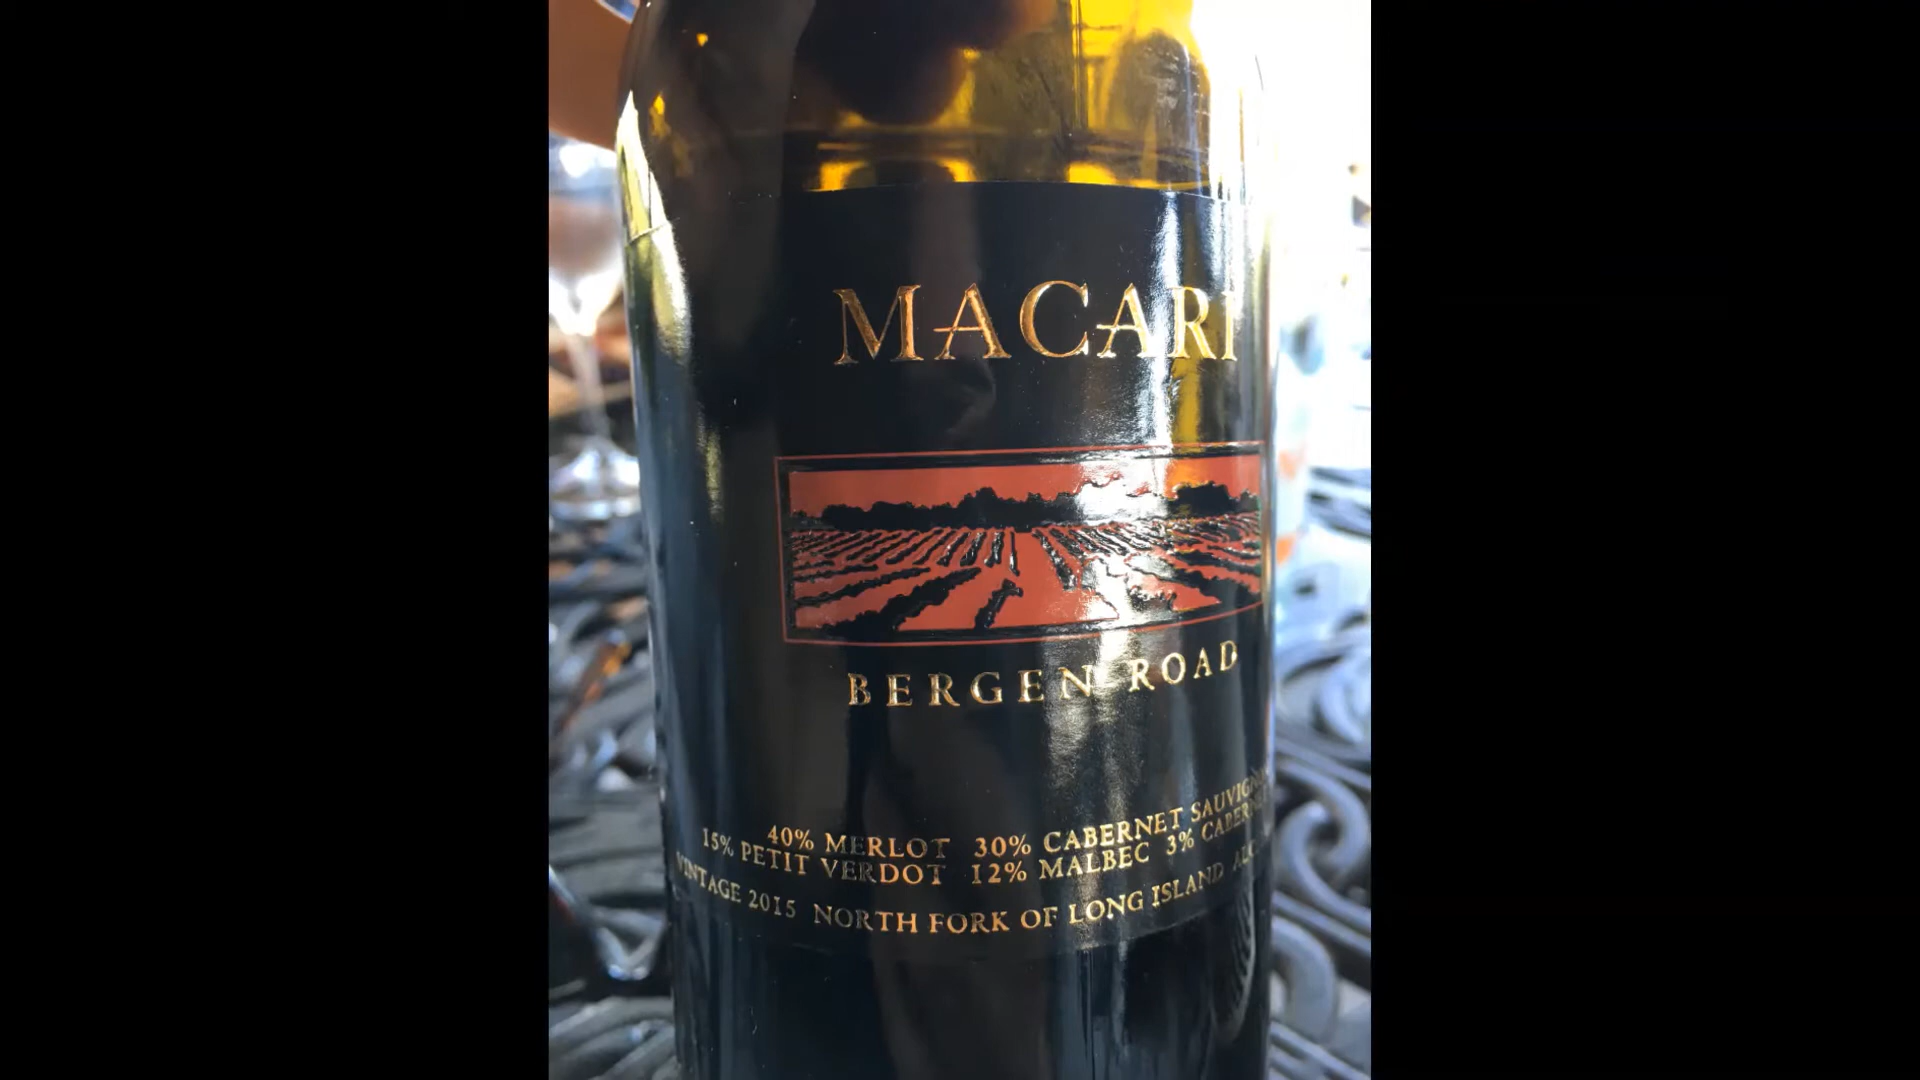 MACARI
BERGEN ROAD
40% MERLOT 30% CABERNET
15% PETIT VERDOT 12% MALBEC 3%
VINTAGE 2015 NORTH FORK OF LONG ISLAND